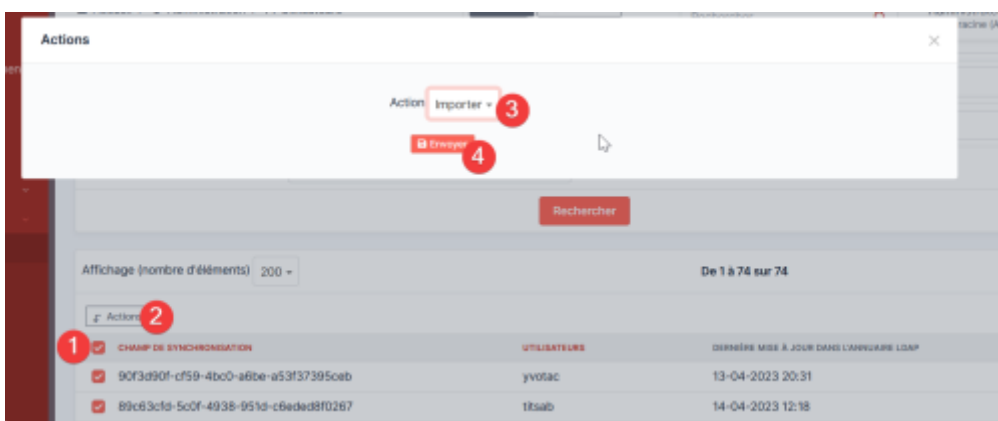 Actions ×
Action Importer
3
Envoyer
4
Rechercher
Affichage (nombre d'éléments) 200
De 1 à 74 sur 74
Actions
2
1
CHAMP DE SYNCHRONISATION UTILISATEURS DERNIÈRE MISE À JOUR DANS L'ANNUAIRE LDAP
90f3d90f-cf59-4bc0-a6be-a53f37395ceb yvotac 13-04-2023 20:31
89c63cfd-5c0f-4938-951d-c6eded8f0267 titsab 14-04-2023 12:18